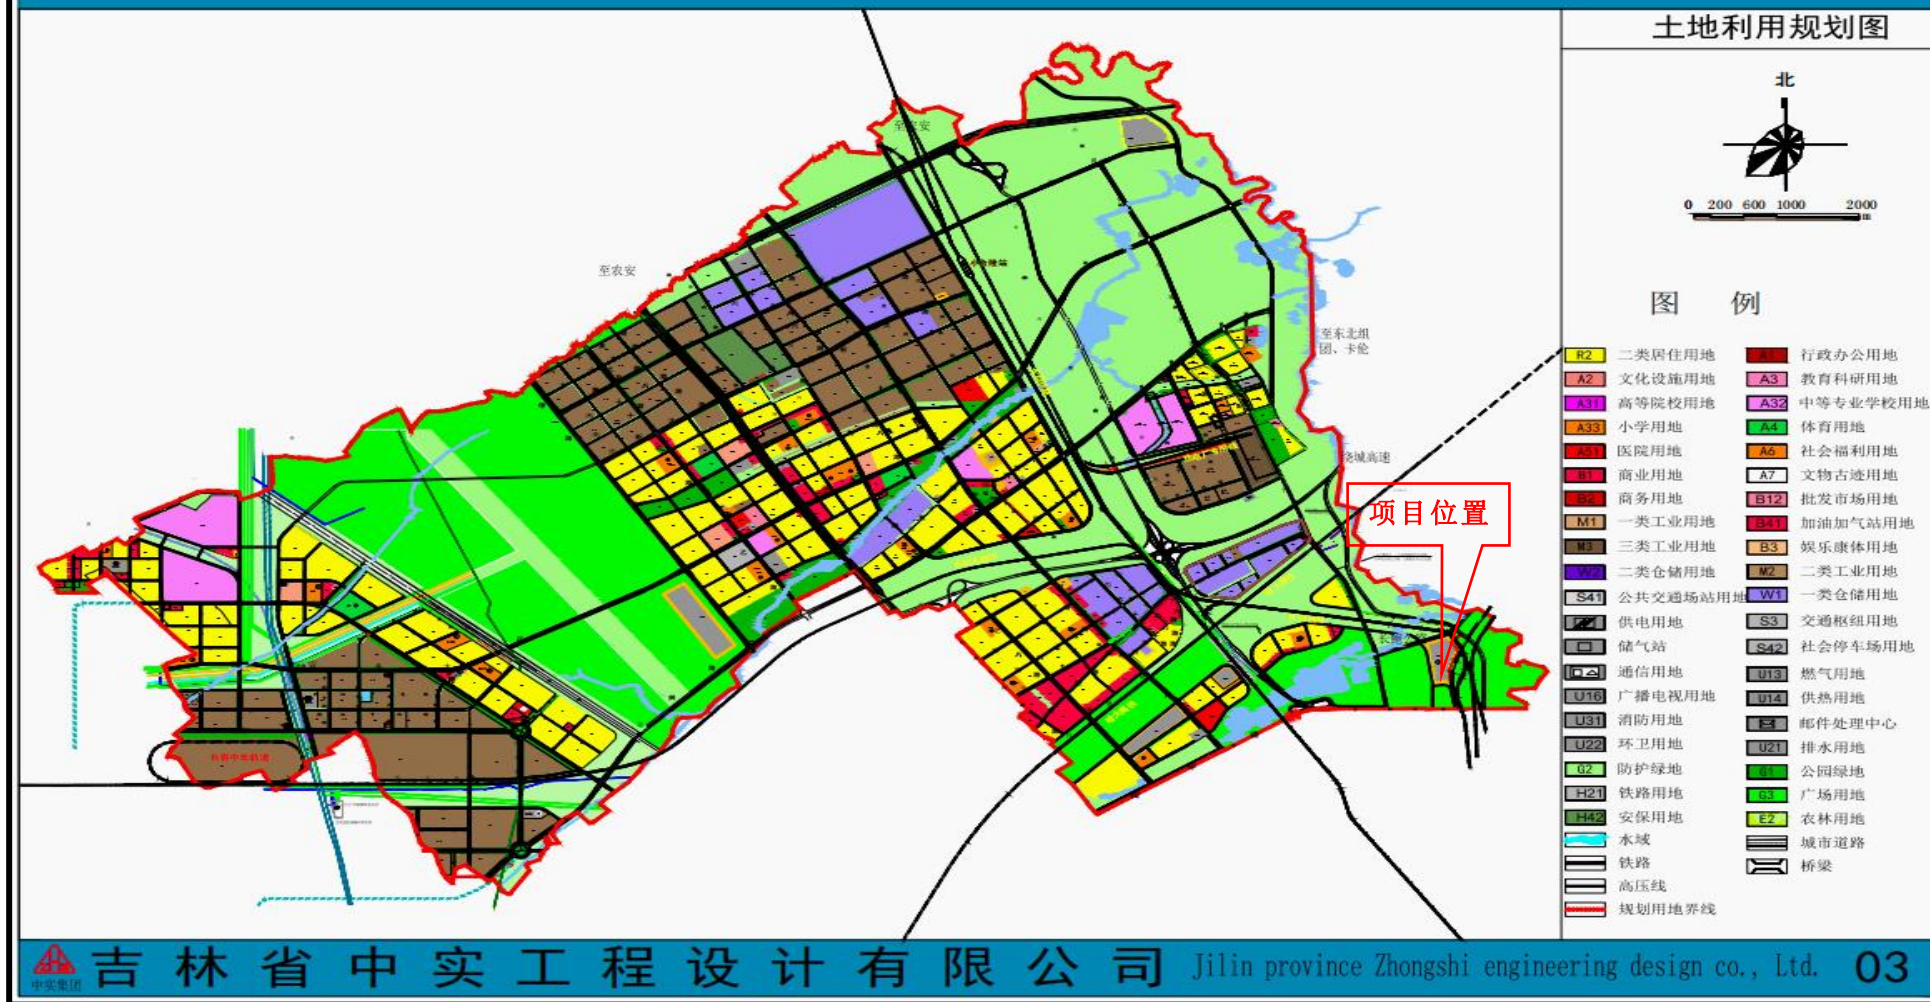 土地利用规划图
北
0 200 600 1000 2000
m
至农安
至农安
至东北组
团、卡伦
绕城高速
项目位置
图 例
R2 二类居住用地 A1 行政办公用地
A2 文化设施用地 A3 教育科研用地
A31 高等院校用地 A32 中等专业学校用地
A33 小学用地 A4 体育用地
A51 医院用地 A6 社会福利用地
B1 商业用地 A7 文物古迹用地
B2 商务用地 B12 批发市场用地
M1 一类工业用地 B41 加油加气站用地
M3 三类工业用地 B3 娱乐康体用地
W2 二类仓储用地 M2 二类工业用地
S41 公共交通场站用地 W1 一类仓储用地
供电用地 S3 交通枢纽用地
储气站 S42 社会停车场用地
通信用地 U13 燃气用地
U16 广播电视用地 U14 供热用地
U31 消防用地 邮件处理中心
U22 环卫用地 U21 排水用地
G2 防护绿地 G1 公园绿地
H21 铁路用地 G3 广场用地
H42 安保用地 E2 农林用地
水域 城市道路
铁路 桥梁
高压线
规划用地界线
中实集团
吉林省中实工程设计有限公司 Jilin province Zhongshi engineering design co., Ltd. 03